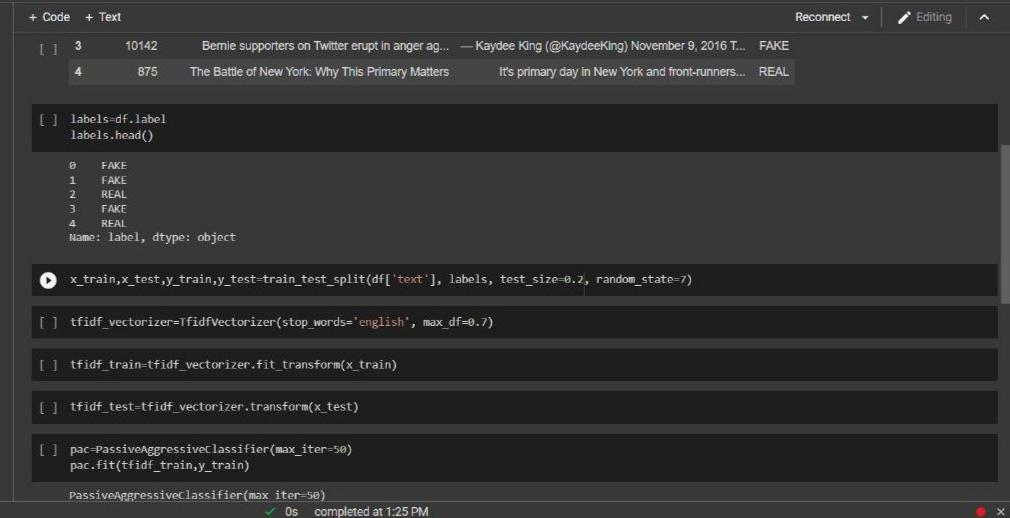 + Code + Text Reconnect Editing
[ ] 3 10142 Bernie supporters on Twitter erupt in anger ag... — Kaydee King (@KaydeeKing) November 9, 2016 T... FAKE
4 875 The Battle of New York: Why This Primary Matters It's primary day in New York and front-runners... REAL
[ ] labels=df.label
labels.head()
0 FAKE
1 FAKE
2 REAL
3 FAKE
4 REAL
Name: label, dtype: object
x_train,x_test,y_train,y_test=train_test_split(df['text'], labels, test_size=0.2, random_state=7)
[ ] tfidf_vectorizer=TfidfVectorizer(stop_words='english', max_df=0.7)
[ ] tfidf_train=tfidf_vectorizer.fit_transform(x_train)
[ ] tfidf_test=tfidf_vectorizer.transform(x_test)
[ ] pac=PassiveAggressiveClassifier(max_iter=50)
pac.fit(tfidf_train,y_train)
PassiveAggressiveClassifier(max_iter=50)
✓ 0s completed at 1:25 PM